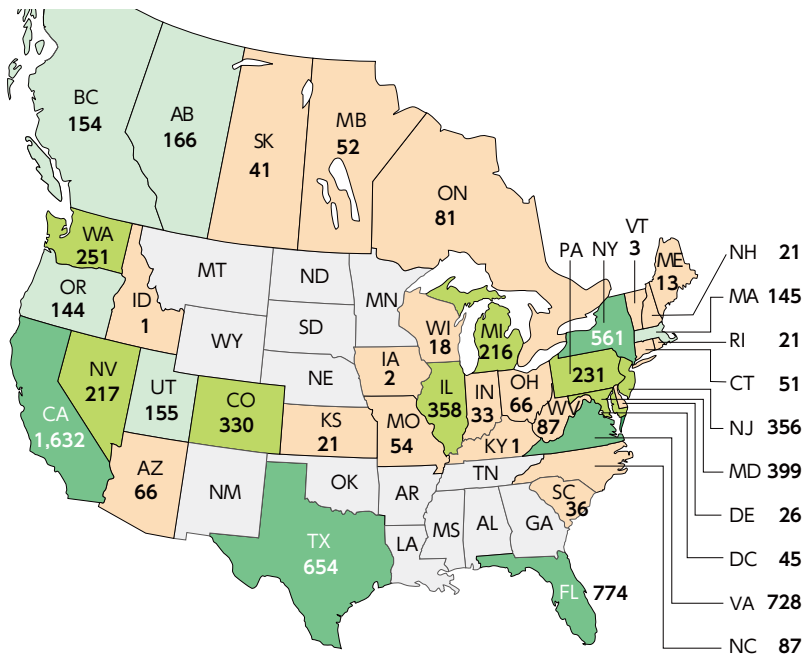 BC
154
AB
166
SK
41
MB
52
ON
81
WA
251
OR
144
ID
1
MT
ND
MN
SD
WY
NE
WI
18
MI
216
IA
2
PA
NY
561
VT
3
ME
13
NH 21
MA 145
RI 21
CT 51
NJ 356
MD 399
DE 26
DC 45
VA 728
NC 87
CA
1,632
NV
217
UT
155
CO
330
KS
21
MO
54
IL
358
IN
33
OH
66
231
WV
87
KY 1
AZ
66
NM
OK
AR
TN
TX
654
LA
MS
AL
GA
SC
36
FL 774